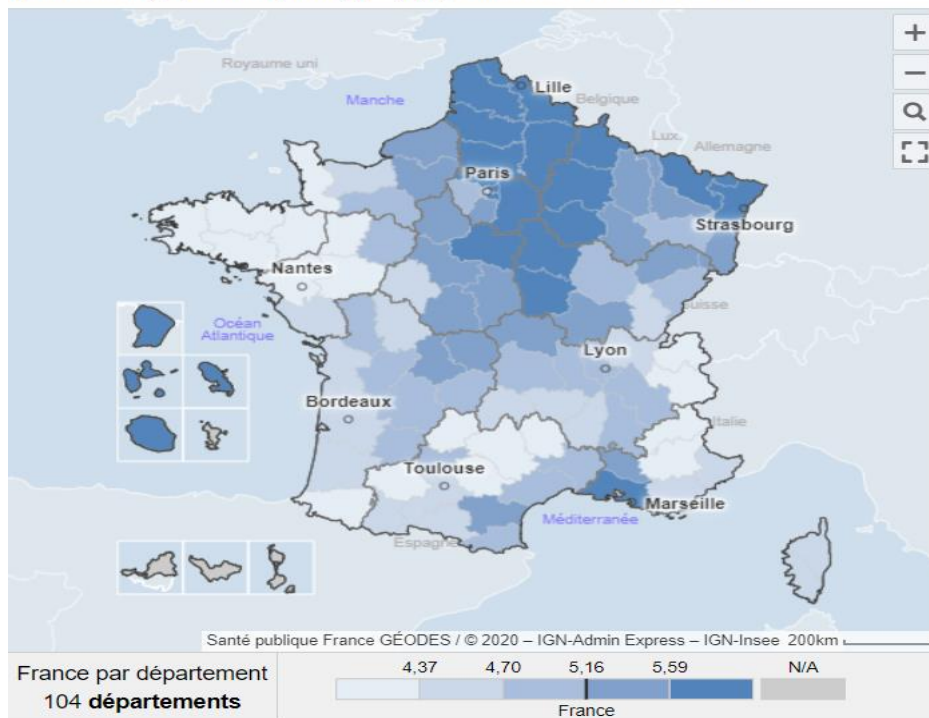 Royaume uni
Lille
Manche
Belgique
Lux.
Allemagne
Paris
Strasbourg
Nantes
Suisse
Océan
Atlantique
Lyon
Bordeaux
Italie
Toulouse
Marseille
Méditerranée
Espagne
Santé publique France GÉODES / © 2020 – IGN-Admin Express – IGN-Insee 200km
France par département
104 départements
4,37 4,70 5,16 5,59 N/A
France